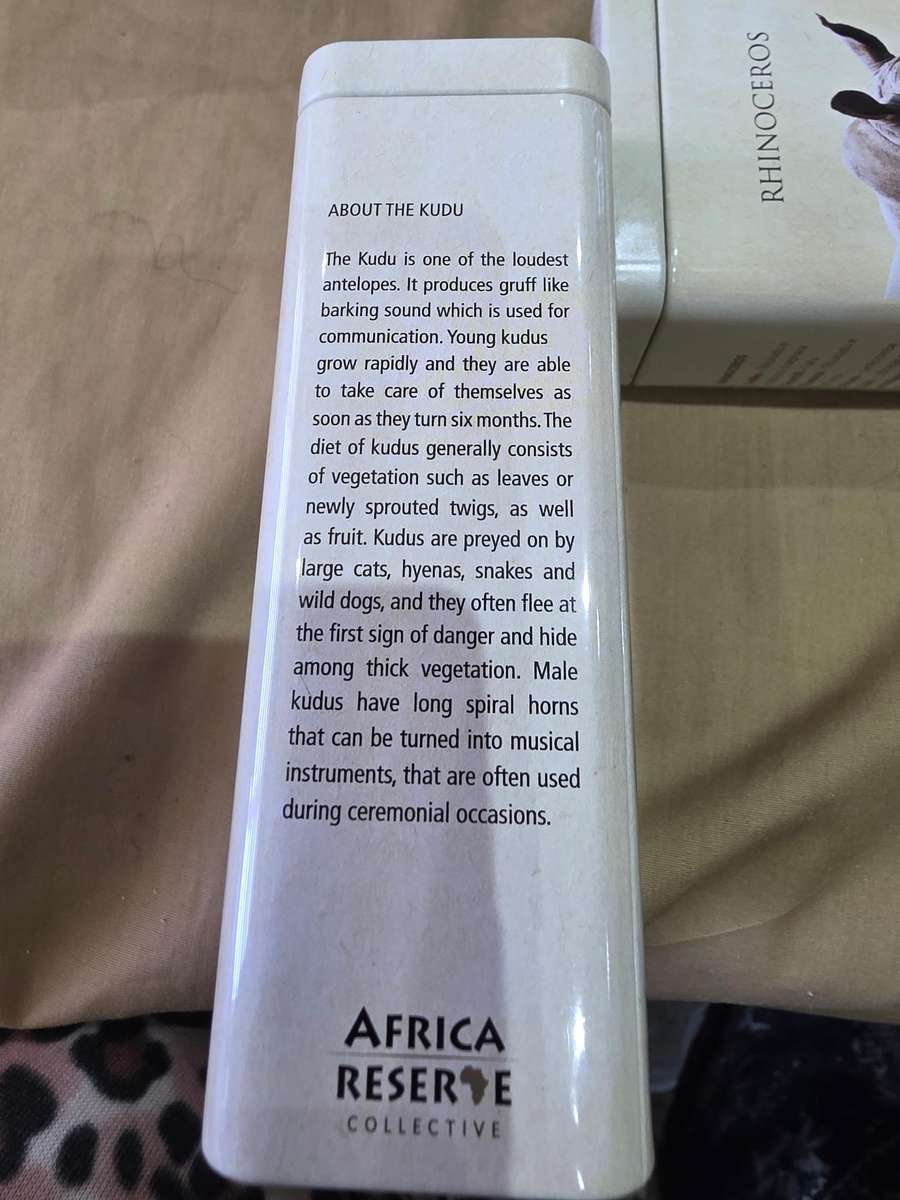 ABOUT THE KUDU
The Kudu is one of the loudest
antelopes. It produces gruff like
barking sound which is used for
communication. Young kudus
grow rapidly and they are able
to take care of themselves as
soon as they turn six months. The
diet of kudus generally consists
of vegetation such as leaves or
newly sprouted twigs, as well
as fruit. Kudus are preyed on by
large cats, hyenas, snakes and
wild dogs, and they often flee at
the first sign of danger and hide
among thick vegetation. Male
kudus have long spiral horns
that can be turned into musical
instruments, that are often used
during ceremonial occasions.
AFRICA
RESERVE
COLLECTIVE
RHINOCEROS